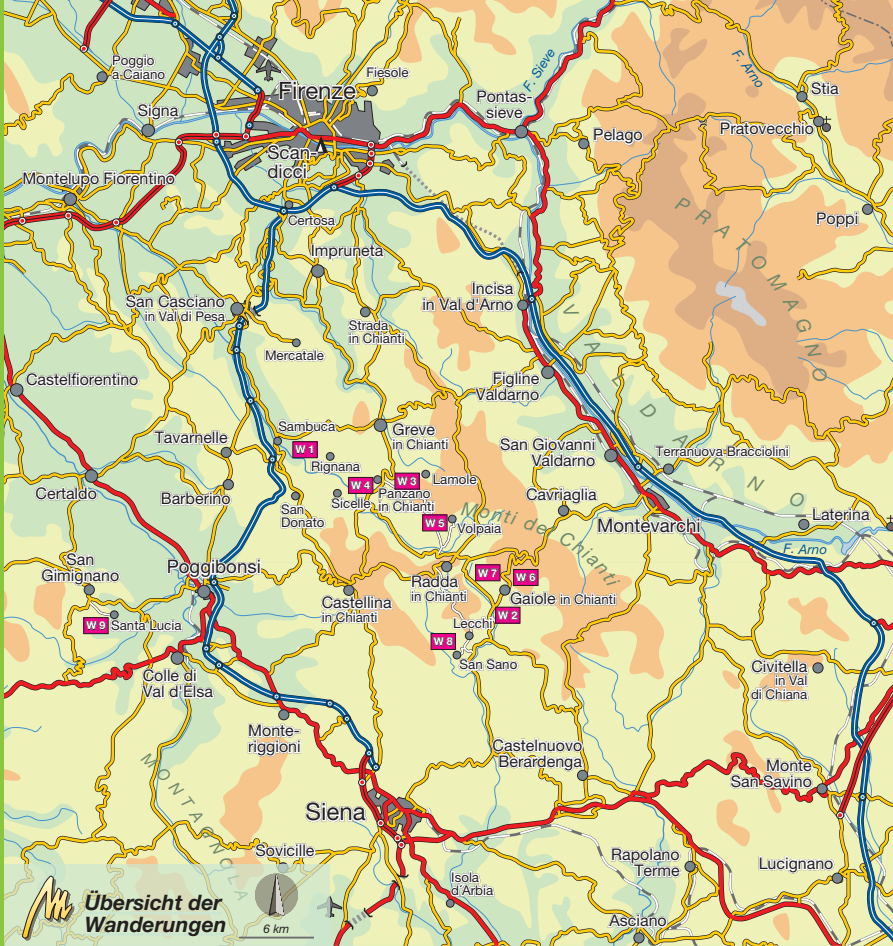 Poggio
a Caiano
Fiesole
Firenze
F. Sieve
F. Arno
Stia
Signa
Pontas-
sieve
Pratovecchio
Pelago
Scan-
dicci
Montelupo Fiorentino
Certosa
PRATOMAGNO
Poppi
Impruneta
Incisa
in Val d'Arno
San Casciano
in Val di Pesa
Strada
in Chianti
VALDARNO
Mercatale
Castelfiorentino
Figline
Valdarno
Sambuca
Greve
in Chianti
Tavarnelle
W 1
Rignana
San Giovanni
Valdarno
Terranuova Bracciolini
W 4
W 3
Lamole
Certaldo
Barberino
San
Donato
Sicelle
Panzano
in Chianti
Cavriaglia
Monti del Chianti
W 5
Volpaia
Montevarchi
Laterina
F. Arno
San
Gimignano
Poggibonsi
Radda
in Chianti
W 7
W 6
Gaiole in Chianti
Castellina
in Chianti
W 2
W 9
Santa Lucia
Lecchi
W 8
San Sano
Colle di
Val d'Elsa
Civitella
in Val
di Chiana
Monte-
riggioni
MONTAGNOLA
Castelnuovo
Berardenga
Monte
San Savino
Siena
Sovicille
Rapolano
Terme
Lucignano
Isola
d'Arbia
Asciano
Übersicht der
Wanderungen
6 km